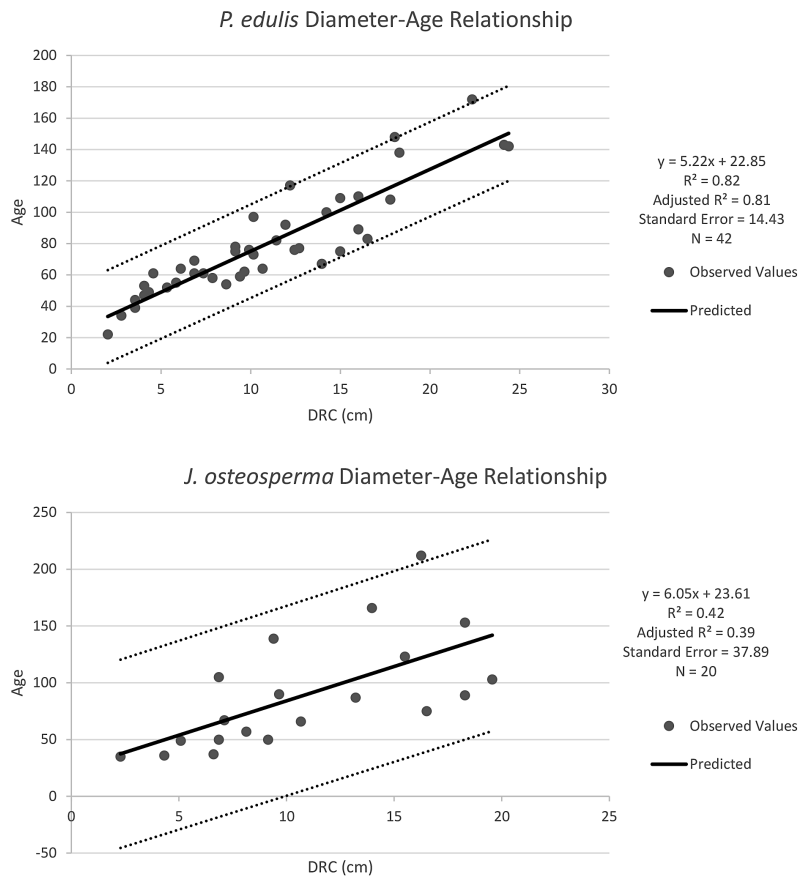 P. edulis Diameter-Age Relationship
200
180
160
140
120
100
80
60
40
20
0
Age
0 5 10 15 20 25 30
DRC (cm)
y = 5.22x + 22.85
R² = 0.82
Adjusted R² = 0.81
Standard Error = 14.43
N = 42
Observed Values
Predicted
J. osteosperma Diameter-Age Relationship
250
200
150
100
50
0
-50
Age
0 5 10 15 20 25
DRC (cm)
y = 6.05x + 23.61
R² = 0.42
Adjusted R² = 0.39
Standard Error = 37.89
N = 20
Observed Values
Predicted